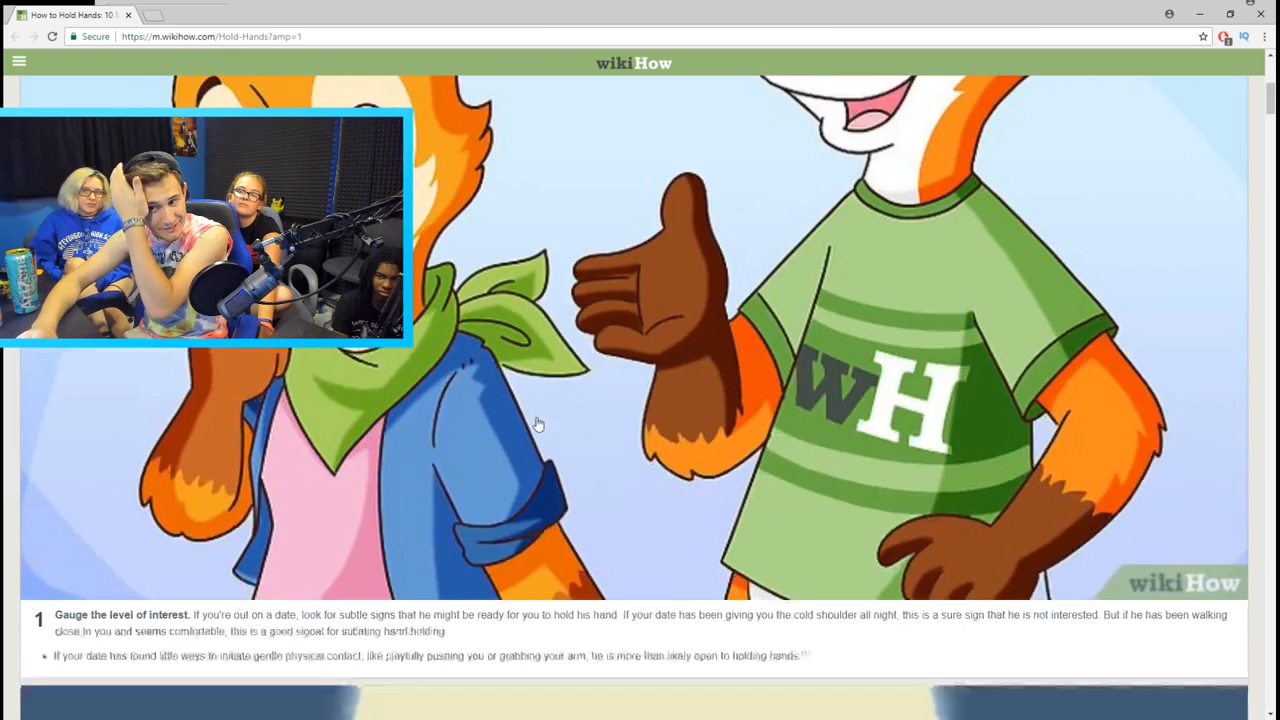 How to Hold Hands: 10 S
Secure https://m.wikihow.com/Hold-Hands?amp=1
wikiHow
WH
wikiHow
1 Gauge the level of interest. If you're out on a date, look for subtle signs that he might be ready for you to hold his hand. If your date has been giving you the cold shoulder all night, this is a sure sign that he is not interested. But if he has been walking
close to you and seems comfortable, this is a good signal for initiating hand holding
• If your date has found little ways to initiate gentle physical contact, like playfully pushing you or grabbing your arm, he is more than likely open to holding hands.